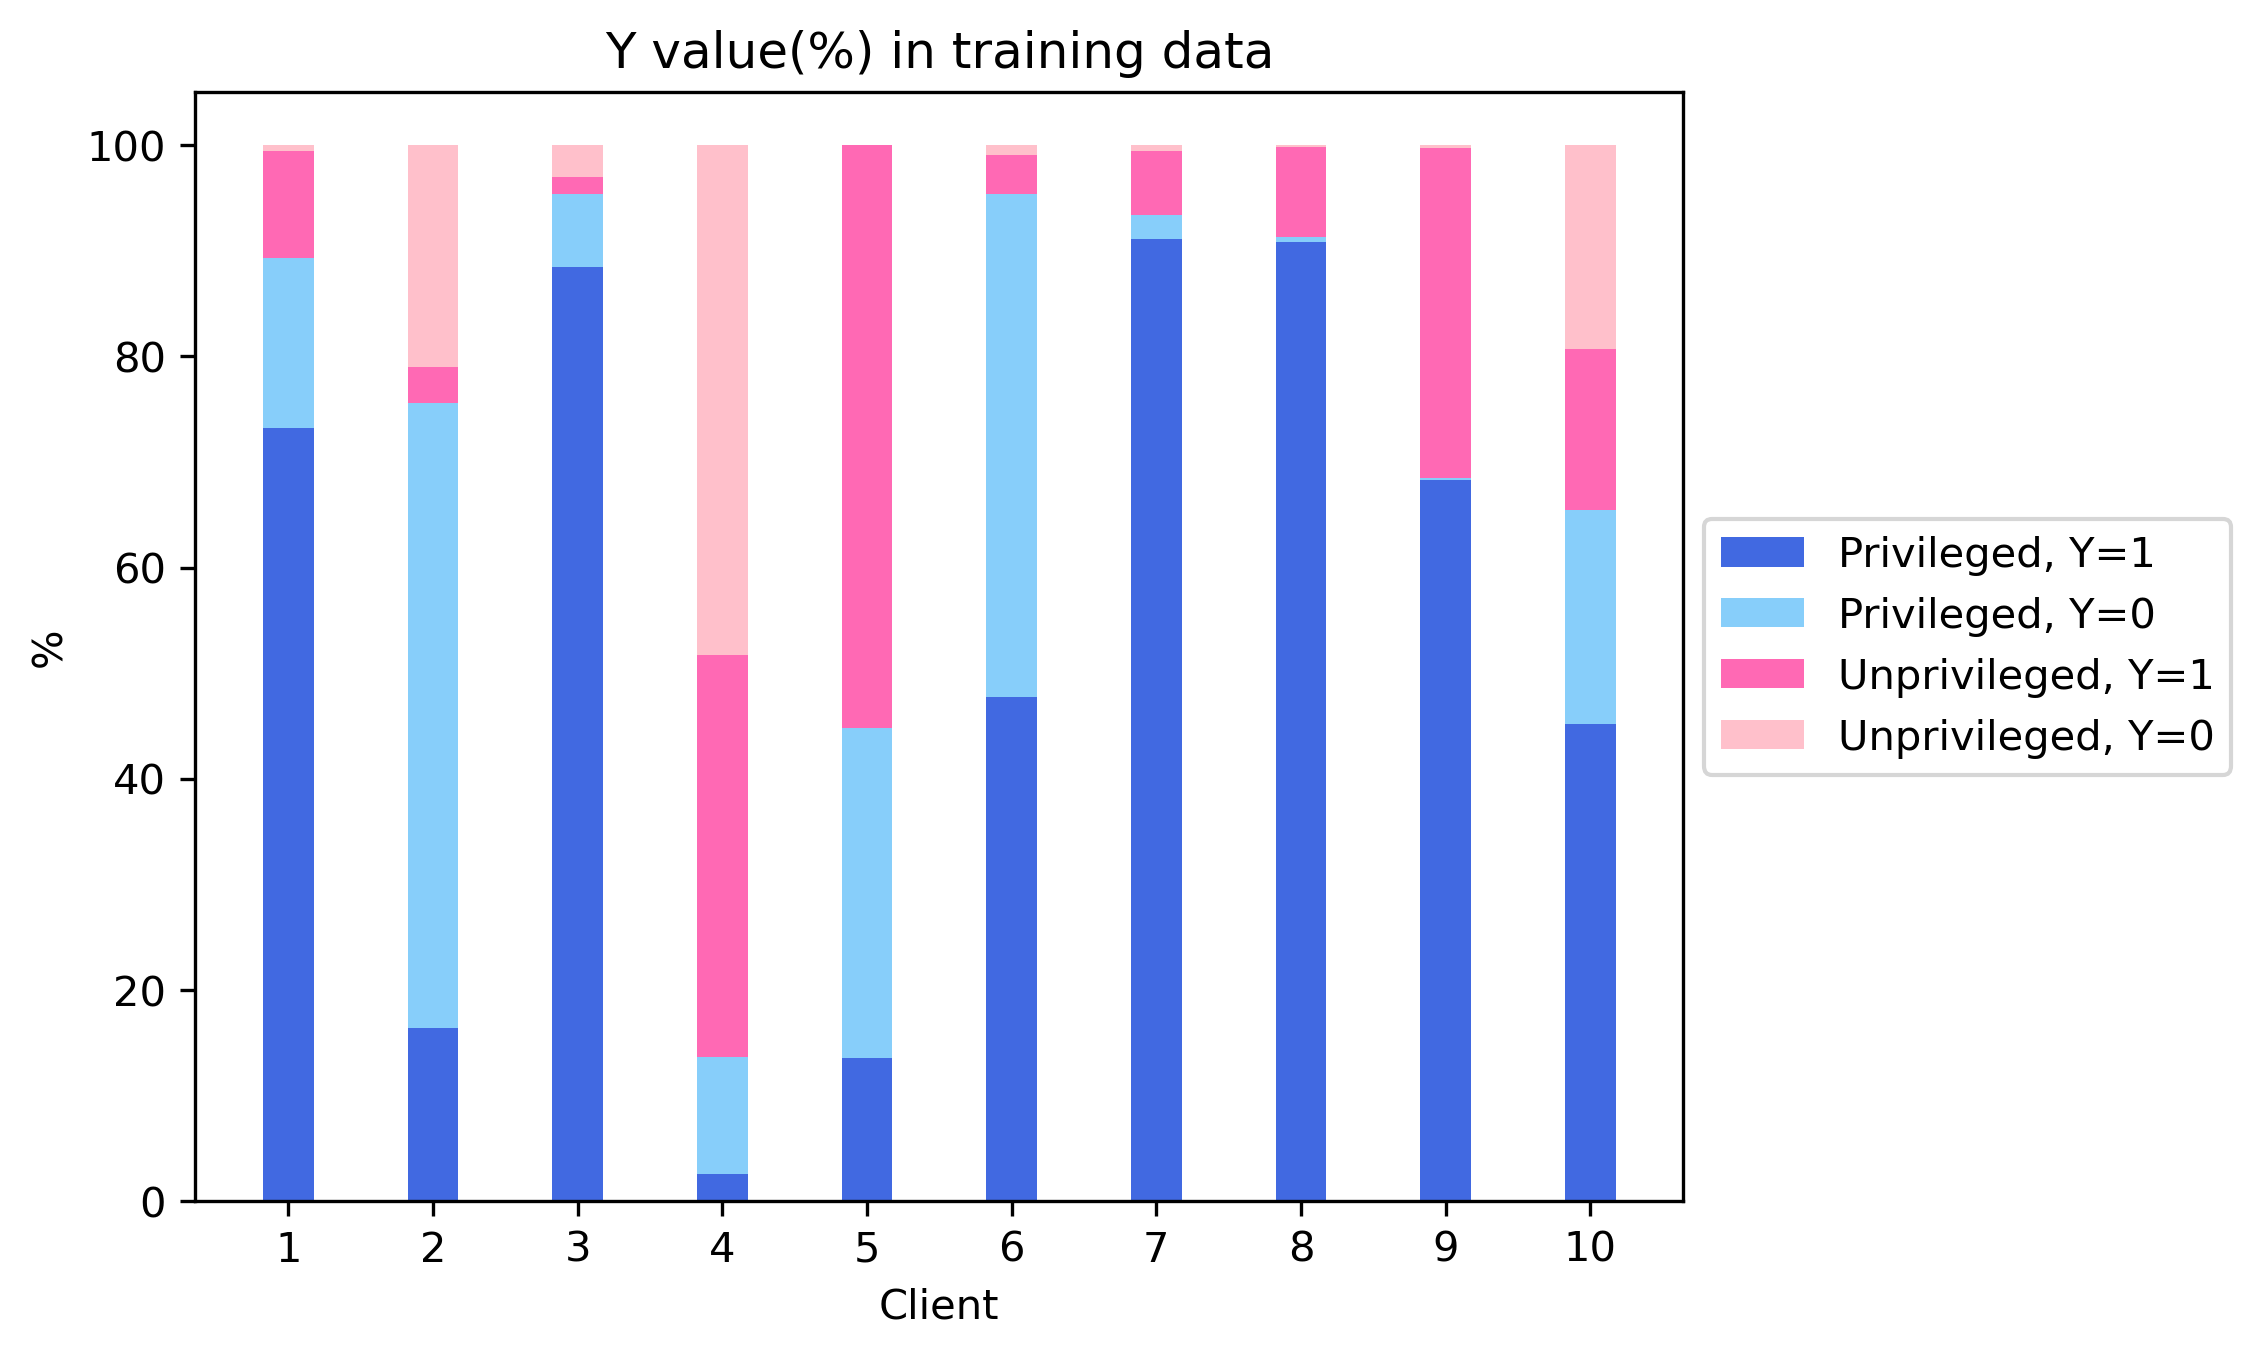 Y value(%) in training data
100
80
60
40
20
0
%
1 2 3 4 5 6 7 8 9 10
Client
Privileged, Y=1
Privileged, Y=0
Unprivileged, Y=1
Unprivileged, Y=0